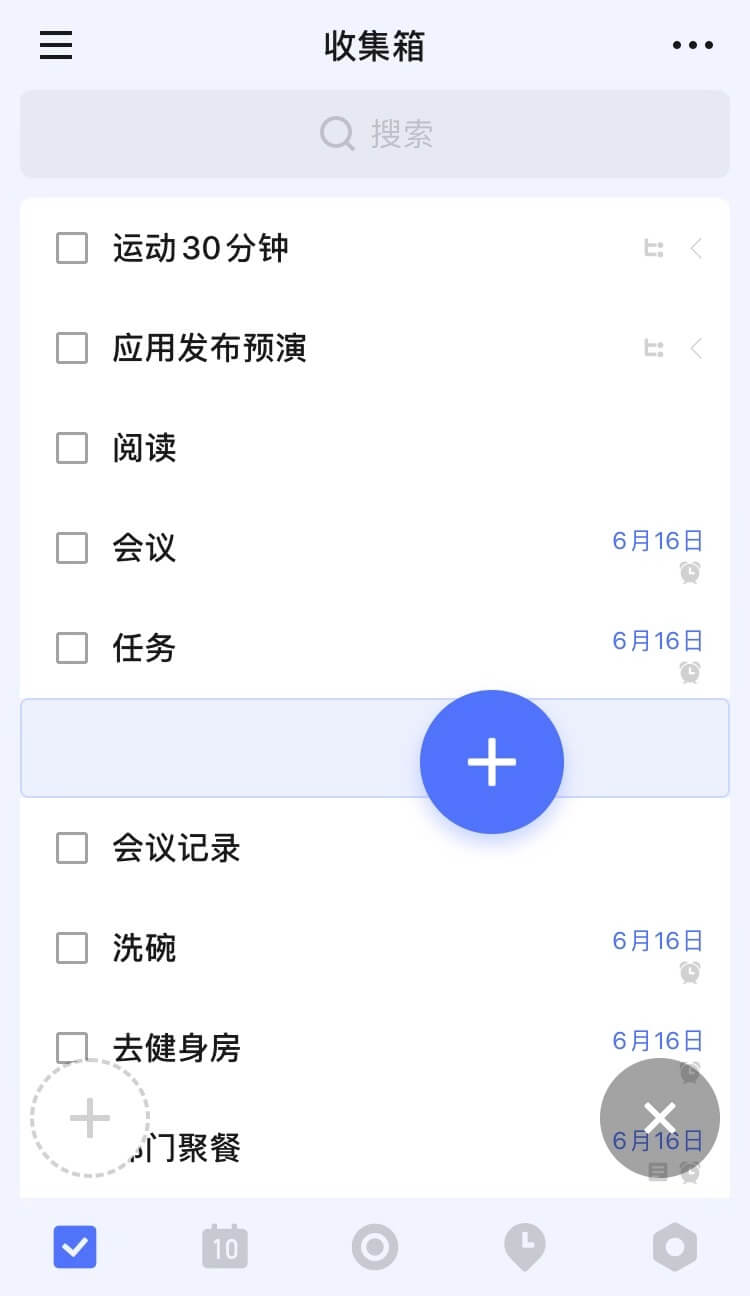 收集箱
搜索
运动30分钟
应用发布预演
阅读
会议
6月16日
任务
6月16日
会议记录
洗碗
6月16日
去健身房
6月16日
部门聚餐
6月16日
10